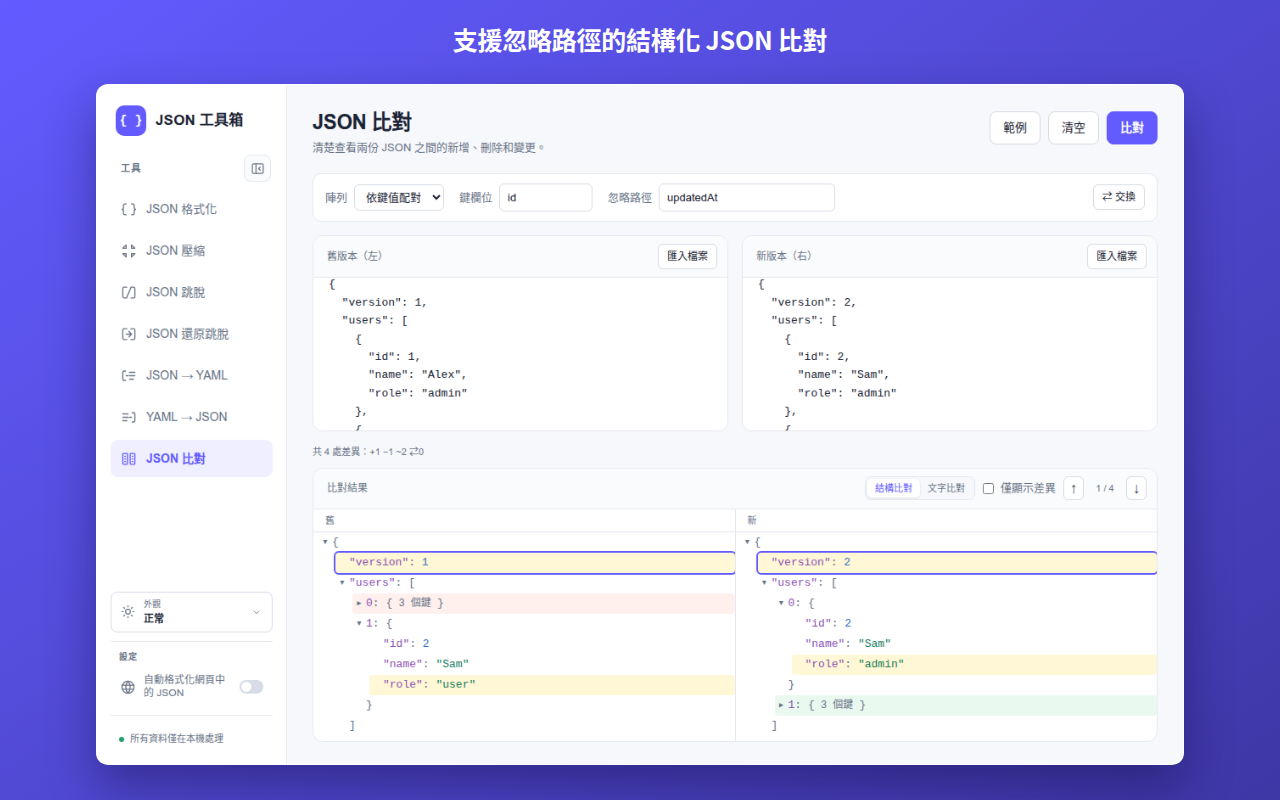 支援忽略路徑的結構化 JSON 比對
{ } JSON 工具箱
工具
JSON 格式化
JSON 壓縮
JSON 跳脫
JSON 還原跳脫
JSON → YAML
YAML → JSON
JSON 比對
外觀
正常
設定
自動格式化網頁中
的 JSON
所有資料僅在本機處理
JSON 比對
清楚查看兩份 JSON 之間的新增、刪除和變更。
範例 清空 比對
陣列 依鍵值配對 鍵欄位 id 忽略路徑 updatedAt ⇄ 交換
舊版本（左） 匯入檔案
{
"version": 1,
"users": [
{
"id": 1,
"name": "Alex",
"role": "admin"
},
{
新版本（右） 匯入檔案
{
"version": 2,
"users": [
{
"id": 2,
"name": "Sam",
"role": "admin"
},
{
共 4 處差異：+1 −1 ~2 ⇄0
比對結果 結構比對 文字比對 僅顯示差異 ↑ 1 / 4 ↓
舊
▾ {
"version": 1
▾ "users": [
▸ 0: { 3 個鍵 }
▾ 1: {
"id": 2
"name": "Sam"
"role": "user"
}
]
新
▾ {
"version": 2
▾ "users": [
▾ 0: {
"id": 2
"name": "Sam"
"role": "admin"
}
▸ 1: { 3 個鍵 }
]